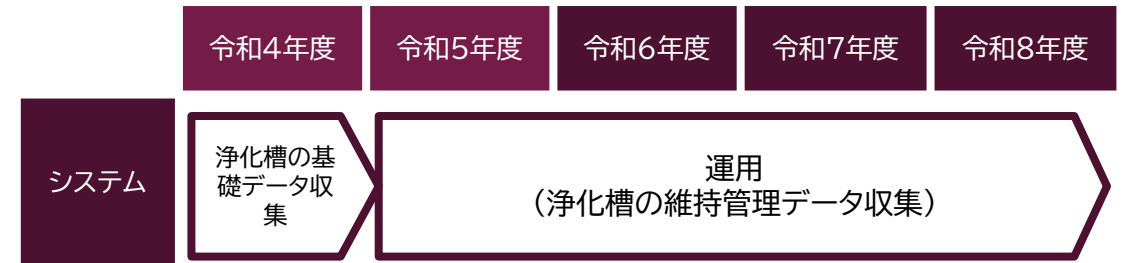 令和4年度
令和5年度
令和6年度
令和7年度
令和8年度
システム
浄化槽の基
礎データ収
集
運用
（浄化槽の維持管理データ収集）